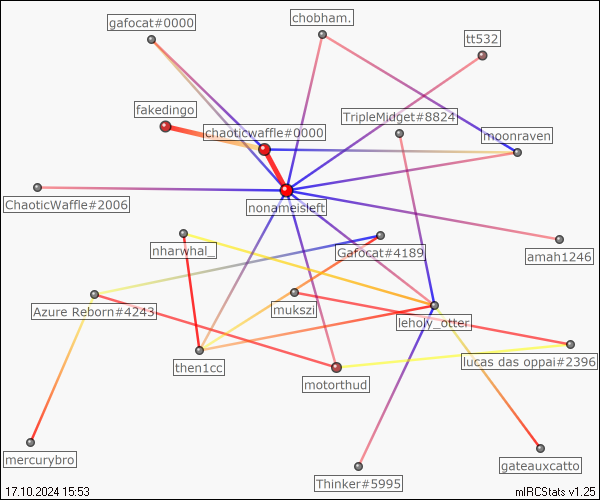 gafocat#0000
chobham.
tt532
fakedingo
TripleMidget#8824
chaoticwaffle#0000
moonraven
ChaoticWaffle#2006
nonameisleft
nharwhal_
Gafocat#4189
amah1246
Azure Reborn#4243
mukszi
leholy_otter
then1cc
lucas das oppai#2396
motorthud
mercurybro
gateauxcatto
Thinker#5995
17.10.2024 15:53
mIRCStats v1.25